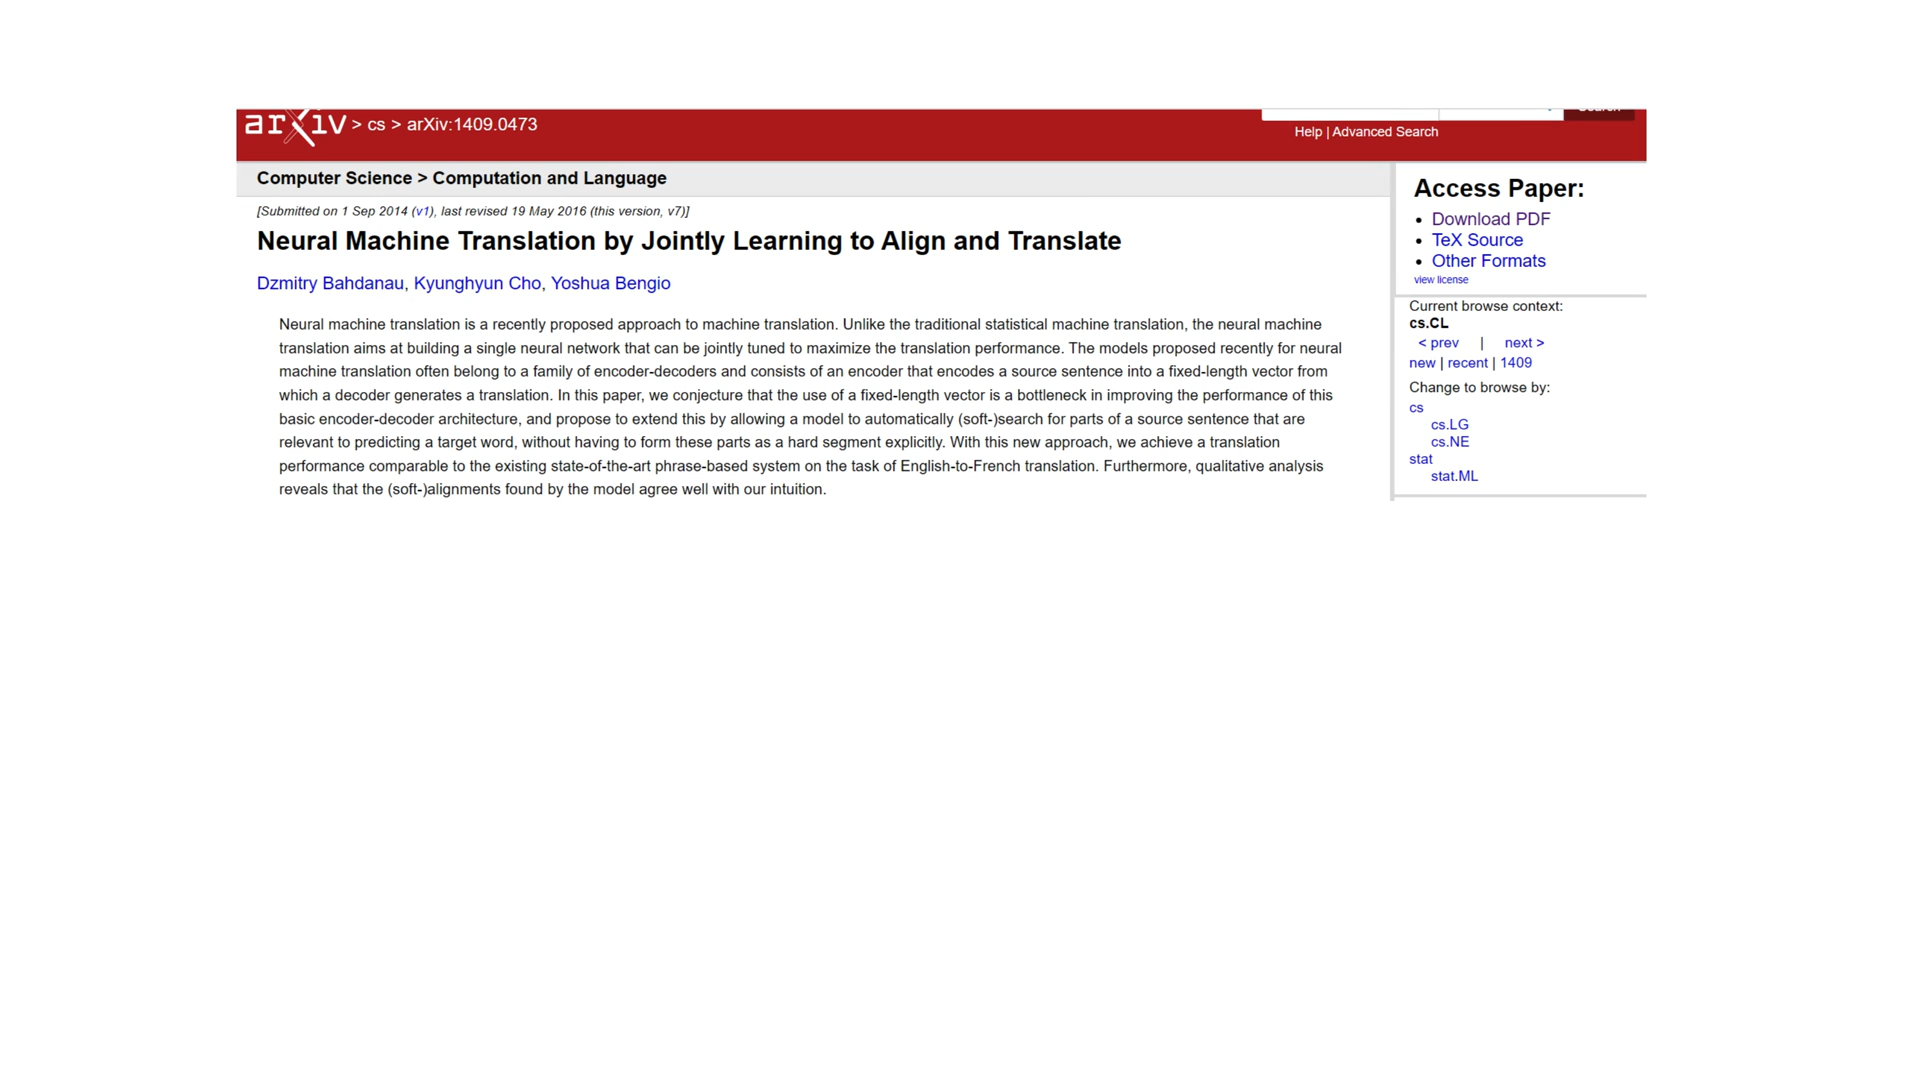 arXiv > cs > arXiv:1409.0473
Search
Help | Advanced Search
Computer Science > Computation and Language
[Submitted on 1 Sep 2014 (v1), last revised 19 May 2016 (this version, v7)]
Neural Machine Translation by Jointly Learning to Align and Translate
Dzmitry Bahdanau, Kyunghyun Cho, Yoshua Bengio
Neural machine translation is a recently proposed approach to machine translation. Unlike the traditional statistical machine translation, the neural machine
translation aims at building a single neural network that can be jointly tuned to maximize the translation performance. The models proposed recently for neural
machine translation often belong to a family of encoder-decoders and consists of an encoder that encodes a source sentence into a fixed-length vector from
which a decoder generates a translation. In this paper, we conjecture that the use of a fixed-length vector is a bottleneck in improving the performance of this
basic encoder-decoder architecture, and propose to extend this by allowing a model to automatically (soft-)search for parts of a source sentence that are
relevant to predicting a target word, without having to form these parts as a hard segment explicitly. With this new approach, we achieve a translation
performance comparable to the existing state-of-the-art phrase-based system on the task of English-to-French translation. Furthermore, qualitative analysis
reveals that the (soft-)alignments found by the model agree well with our intuition.
Access Paper:
• Download PDF
• TeX Source
• Other Formats
view license
Current browse context:
cs.CL
< prev | next >
new | recent | 1409
Change to browse by:
cs
cs.LG
cs.NE
stat
stat.ML